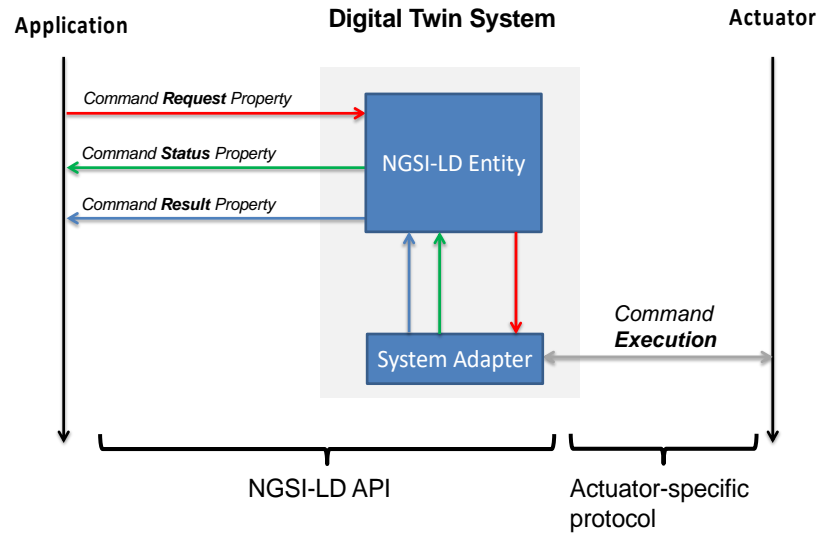 Application
Digital Twin System
Actuator
Command Request Property
Command Status Property
NGSI-LD Entity
Command Result Property
Command
Execution
System Adapter
NGSI-LD API
Actuator-specific
protocol